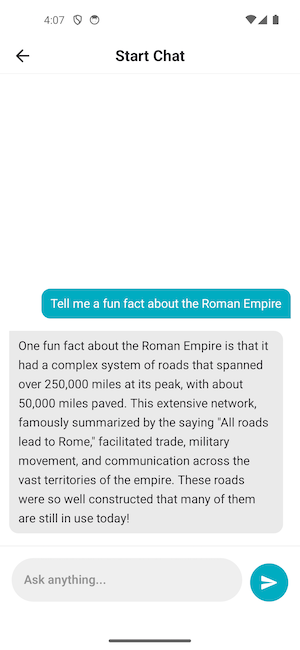 4:07
Start Chat
Tell me a fun fact about the Roman Empire
One fun fact about the Roman Empire is that it
had a complex system of roads that spanned
over 250,000 miles at its peak, with about
50,000 miles paved. This extensive network,
famously summarized by the saying "All roads
lead to Rome," facilitated trade, military
movement, and communication across the
vast territories of the empire. These roads
were so well constructed that many of them
are still in use today!
Ask anything...